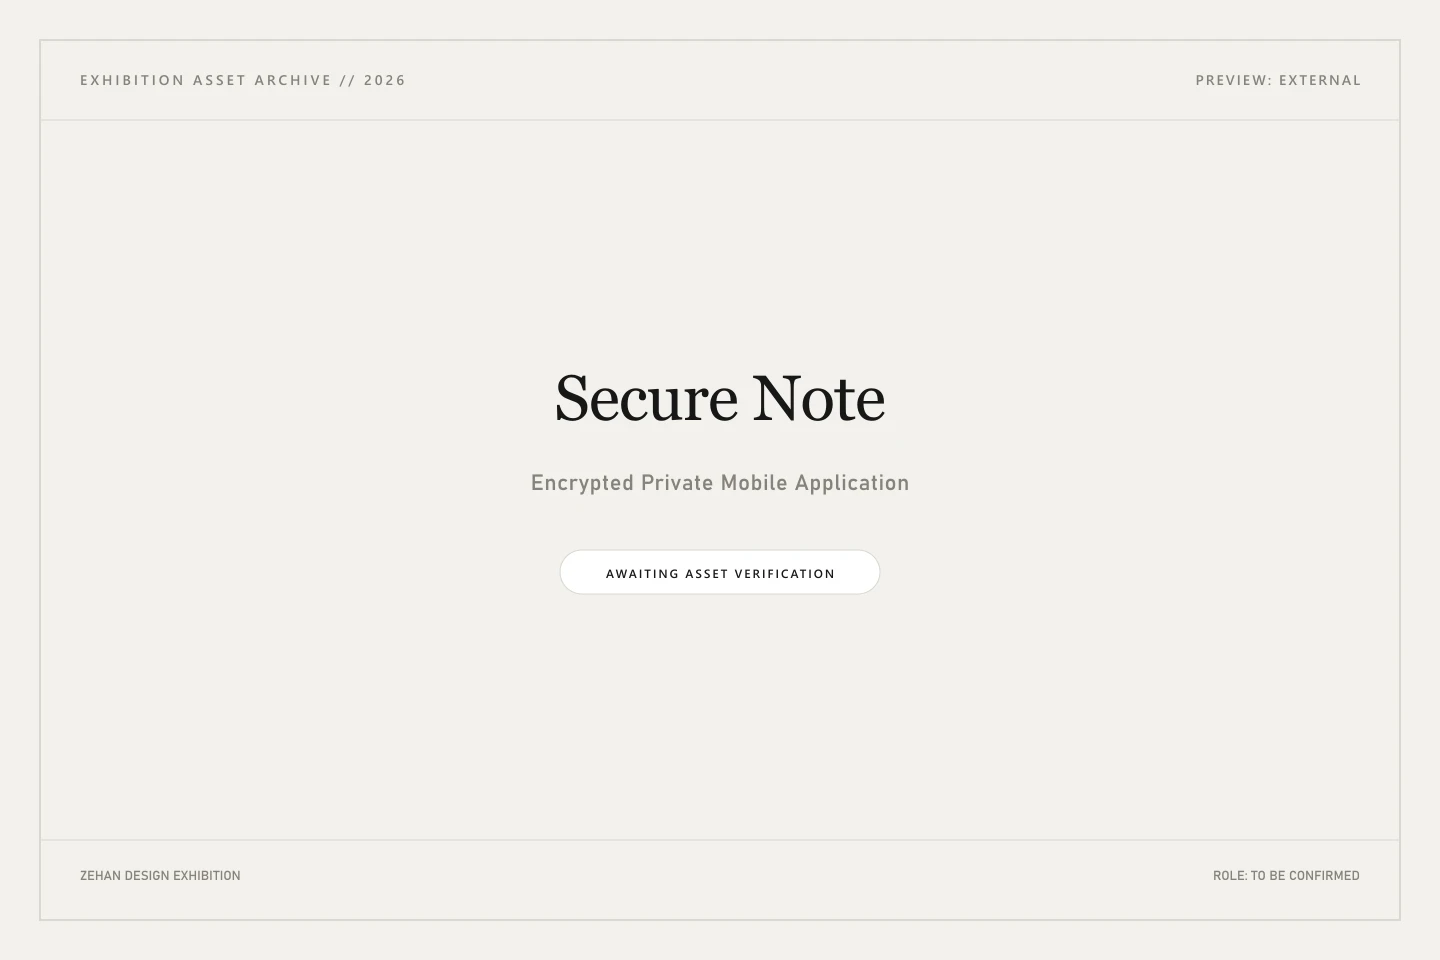 EXHIBITION ASSET ARCHIVE // 2026
PREVIEW: EXTERNAL
Secure Note
Encrypted Private Mobile Application
AWAITING ASSET VERIFICATION
ZEHAN DESIGN EXHIBITION
ROLE: TO BE CONFIRMED